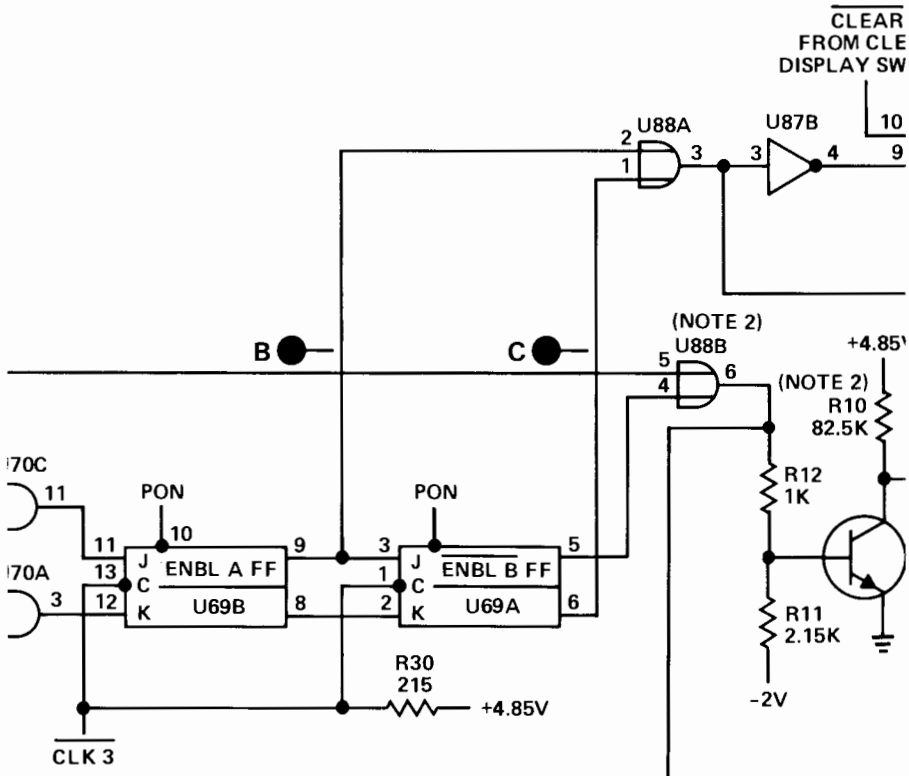 CLEAR
FROM CLE
DISPLAY SW
U88A
U87B
10
2
1
3
3
4
9
(NOTE 2)
U88B
B
C
+4.85V
5
4
6
(NOTE 2)
R10
82.5K
70C
11
PON
PON
R12
1K
10
11
13
12
J
C
K
ENBL A FF
U69B
9
8
3
1
2
J
C
K
ENBL B FF
U69A
5
6
70A
3
R11
2.15K
R30
215
+4.85V
-2V
CLK 3